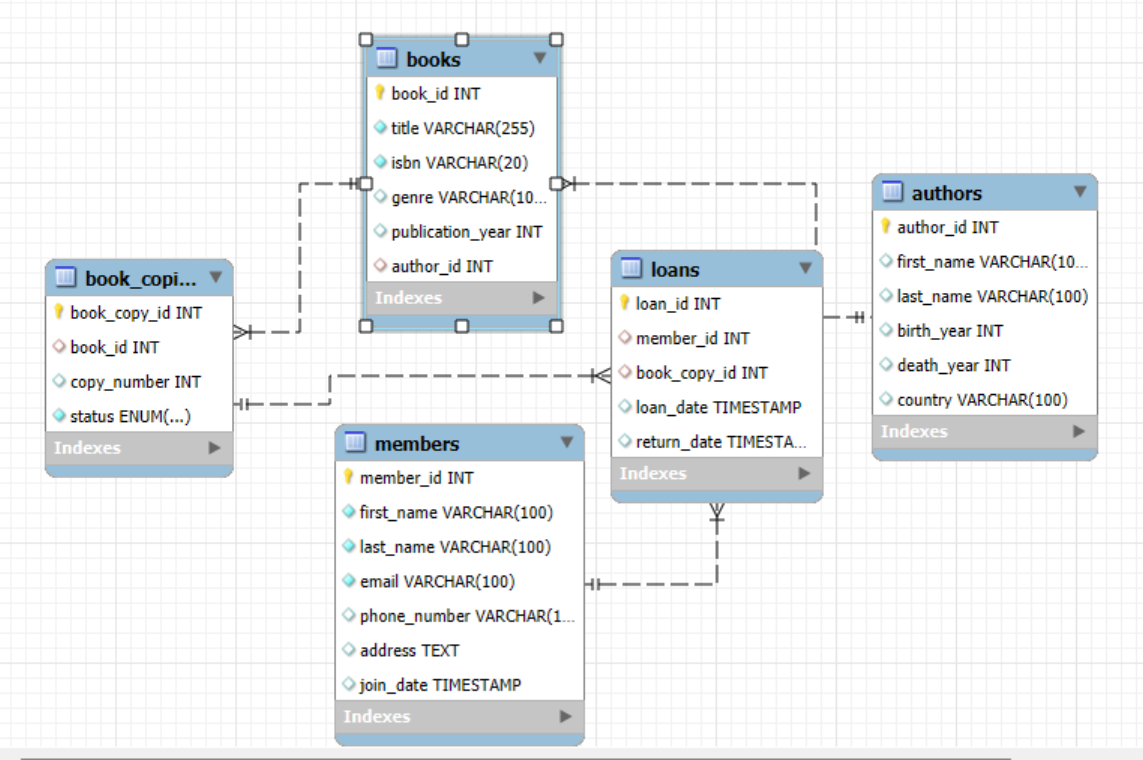 books
book_id INT
title VARCHAR(255)
isbn VARCHAR(20)
genre VARCHAR(10...
publication_year INT
author_id INT
Indexes
authors
author_id INT
first_name VARCHAR(10...
last_name VARCHAR(100)
birth_year INT
death_year INT
country VARCHAR(100)
Indexes
book_copi...
book_copy_id INT
book_id INT
copy_number INT
status ENUM(...)
Indexes
loans
loan_id INT
member_id INT
book_copy_id INT
loan_date TIMESTAMP
return_date TIMESTA...
Indexes
members
member_id INT
first_name VARCHAR(100)
last_name VARCHAR(100)
email VARCHAR(100)
phone_number VARCHAR(1...
address TEXT
join_date TIMESTAMP
Indexes